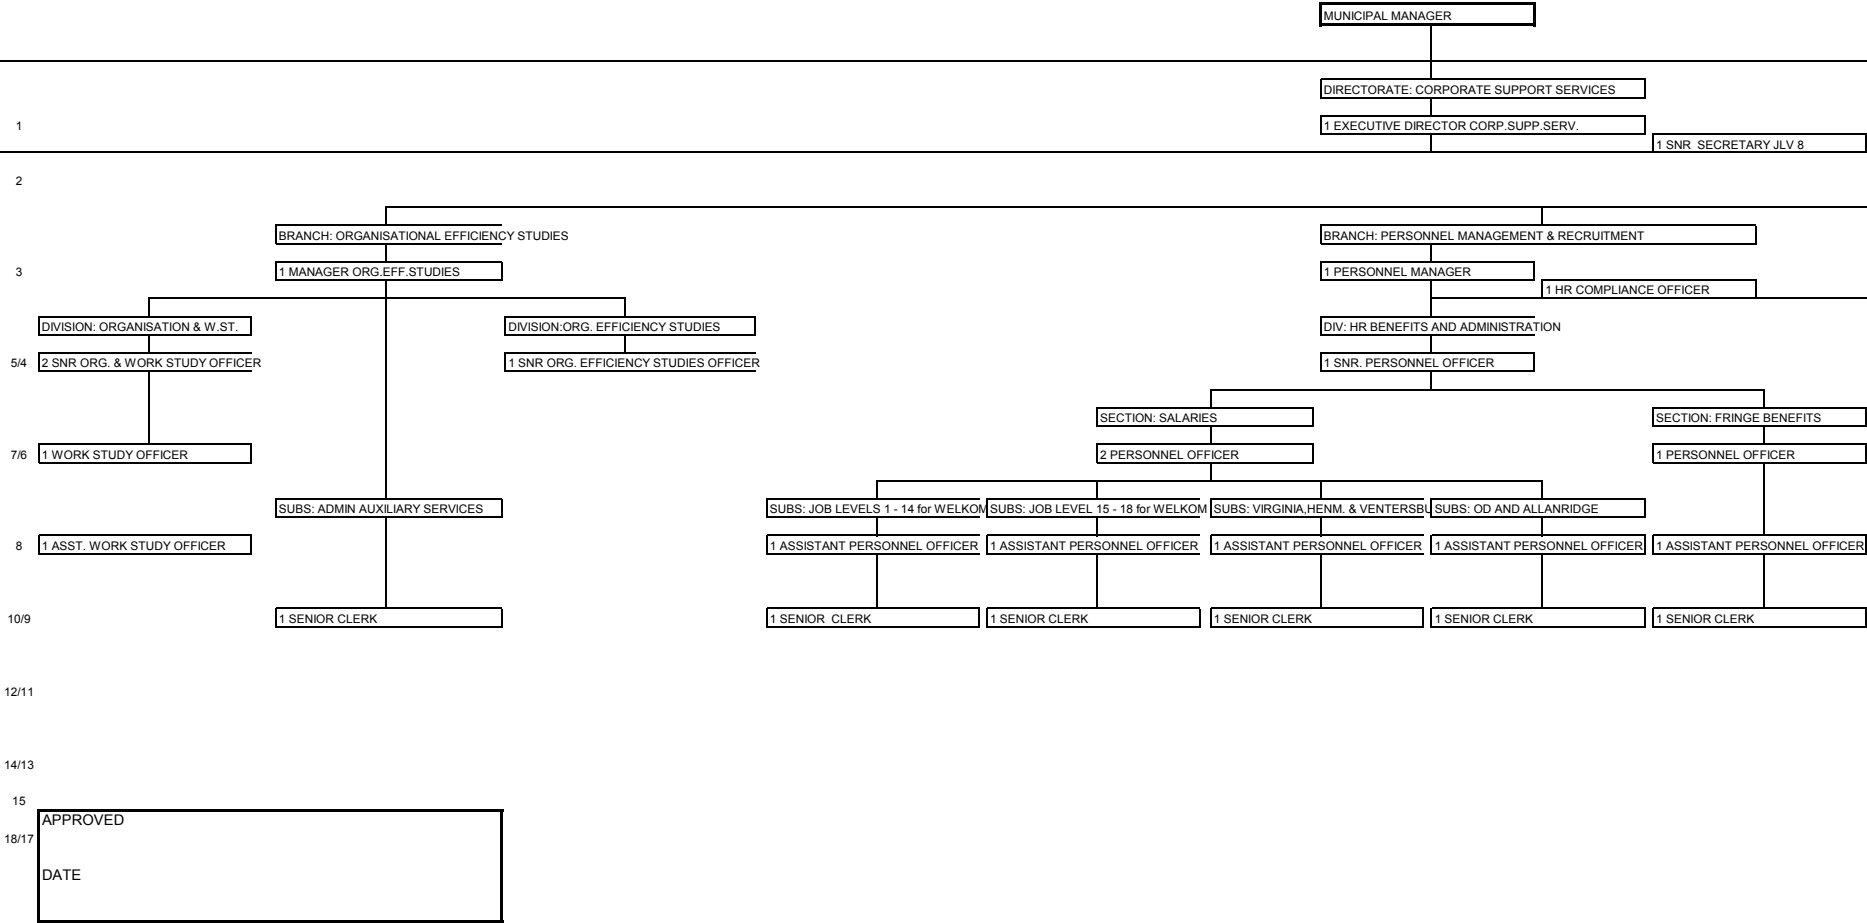 MUNICIPAL MANAGER
DIRECTORATE: CORPORATE SUPPORT SERVICES
1 1 EXECUTIVE DIRECTOR CORP.SUPP.SERV.
1 SNR  SECRETARY JLV 8
2
BRANCH: ORGANISATIONAL EFFICIENCY STUDIES BRANCH: PERSONNEL MANAGEMENT & RECRUITMENT
3 1 MANAGER ORG.EFF.STUDIES 1 PERSONNEL MANAGER
1 HR COMPLIANCE OFFICER
DIVISION: ORGANISATION & W.ST. DIVISION:ORG. EFFICIENCY STUDIES DIV: HR BENEFITS AND ADMINISTRATION
5/4 2 SNR ORG. & WORK STUDY OFFICER 1 SNR ORG. EFFICIENCY STUDIES OFFICER 1 SNR. PERSONNEL OFFICER
SECTION: SALARIES SECTION: FRINGE BENEFITS
7/6 1 WORK STUDY OFFICER 2 PERSONNEL OFFICER 1 PERSONNEL OFFICER
SUBS: ADMIN AUXILIARY SERVICES SUBS: JOB LEVELS 1 - 14 for WELKOM SUBS: JOB LEVEL 15 - 18 for WELKOM SUBS: VIRGINIA,HENM. & VENTERSBU SUBS: OD AND ALLANRIDGE
8 1 ASST. WORK STUDY OFFICER 1 ASSISTANT PERSONNEL OFFICER 1 ASSISTANT PERSONNEL OFFICER 1 ASSISTANT PERSONNEL OFFICER 1 ASSISTANT PERSONNEL OFFICER 1 ASSISTANT PERSONNEL OFFICER
10/9 1 SENIOR CLERK 1 SENIOR  CLERK 1 SENIOR CLERK 1 SENIOR CLERK 1 SENIOR CLERK 1 SENIOR CLERK
12/11
14/13
15
APPROVED
18/17
DATE